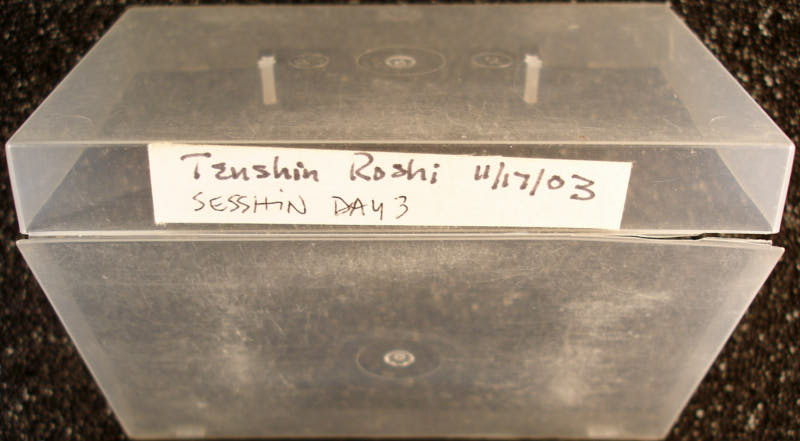 Tenshin Roshi 11/17/03
SESSHiN DAY 3